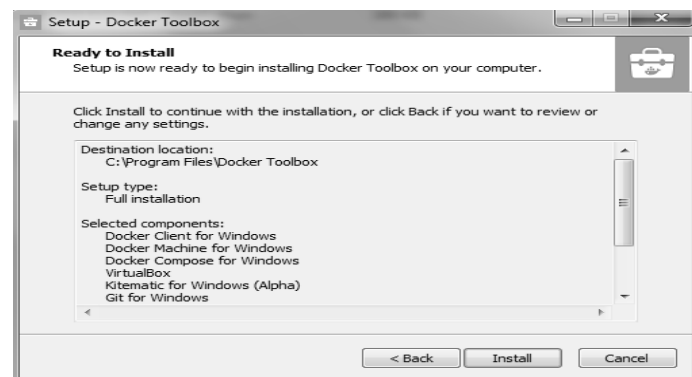 Setup - Docker Toolbox
Ready to Install
Setup is now ready to begin installing Docker Toolbox on your computer.
Click Install to continue with the installation, or click Back if you want to review or
change any settings.
Destination location:
C:\Program Files\Docker Toolbox
Setup type:
Full installation
Selected components:
Docker Client for Windows
Docker Machine for Windows
Docker Compose for Windows
VirtualBox
Kitematic for Windows (Alpha)
Git for Windows
< Back Install Cancel